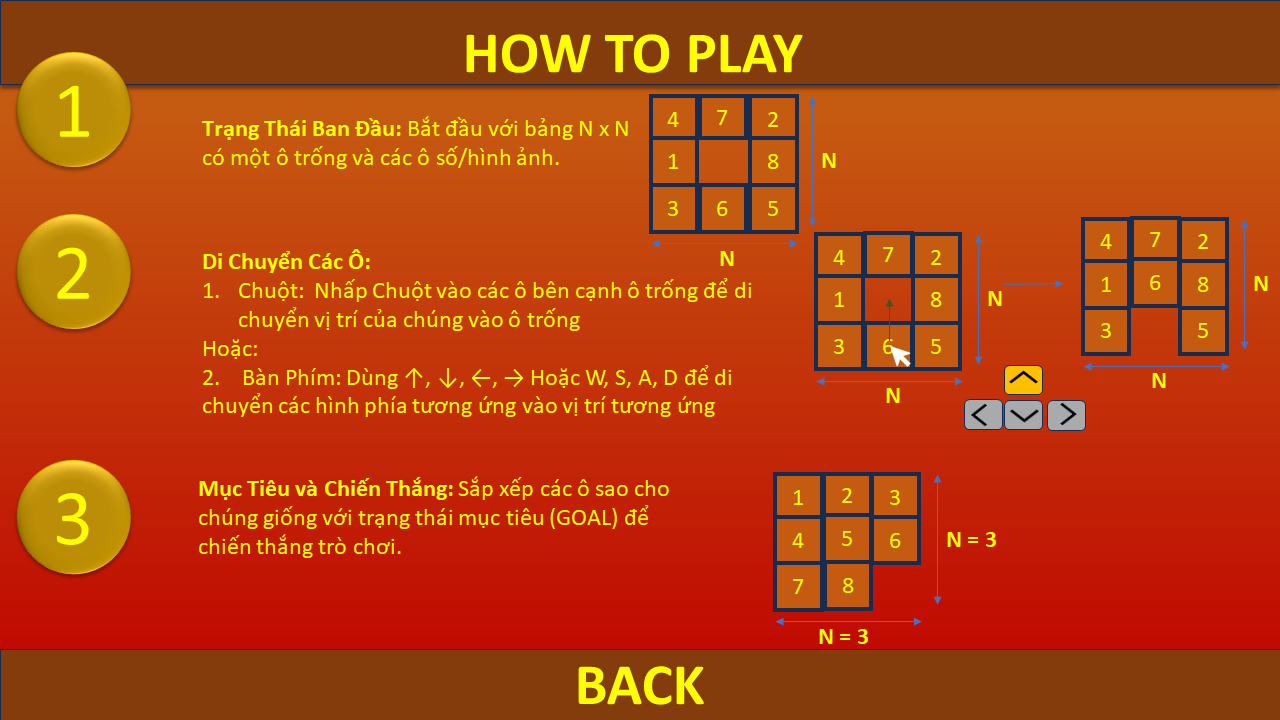 HOW TO PLAY
1
Trạng Thái Ban Đầu: Bắt đầu với bảng N x N
có một ô trống và các ô số/hình ảnh.
4 7 2
1 8
3 6 5
N
N
2
Di Chuyển Các Ô:
1. Chuột: Nhấp Chuột vào các ô bên cạnh ô trống để di
chuyển vị trí của chúng vào ô trống
Hoặc:
2. Bàn Phím: Dùng ↑, ↓, ←, → Hoặc W, S, A, D để di
chuyển các hình phía tương ứng vào vị trí tương ứng
4 7 2
1 8
3 6 5
N
N
4 7 2
1 6 8
3 5
N
N
3
Mục Tiêu và Chiến Thắng: Sắp xếp các ô sao cho
chúng giống với trạng thái mục tiêu (GOAL) để
chiến thắng trò chơi.
1 2 3
4 5 6
7 8
N = 3
N = 3
BACK